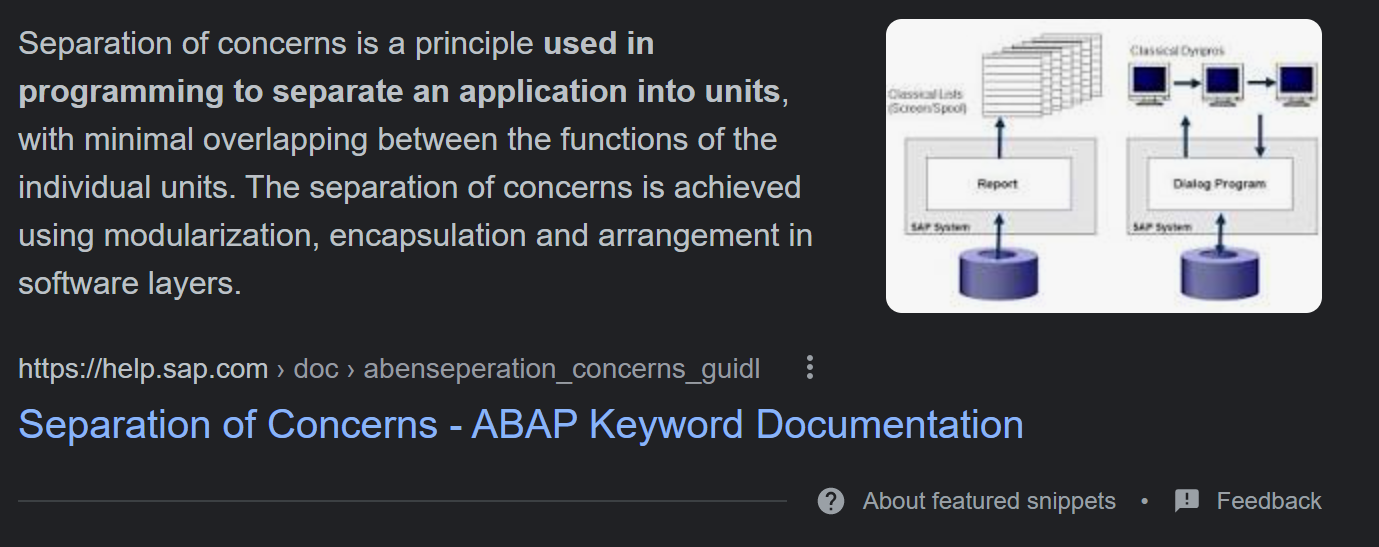 Separation of concerns is a principle used in
programming to separate an application into units,
with minimal overlapping between the functions of the
individual units. The separation of concerns is achieved
using modularization, encapsulation and arrangement in
software layers.
Classical Lists
(Screen/Spool)
Report
SAP System
Classical Dynpros
Dialog Program
SAP System
https://help.sap.com › doc › abenseperation_concerns_guidl
Separation of Concerns - ABAP Keyword Documentation
About featured snippets • Feedback